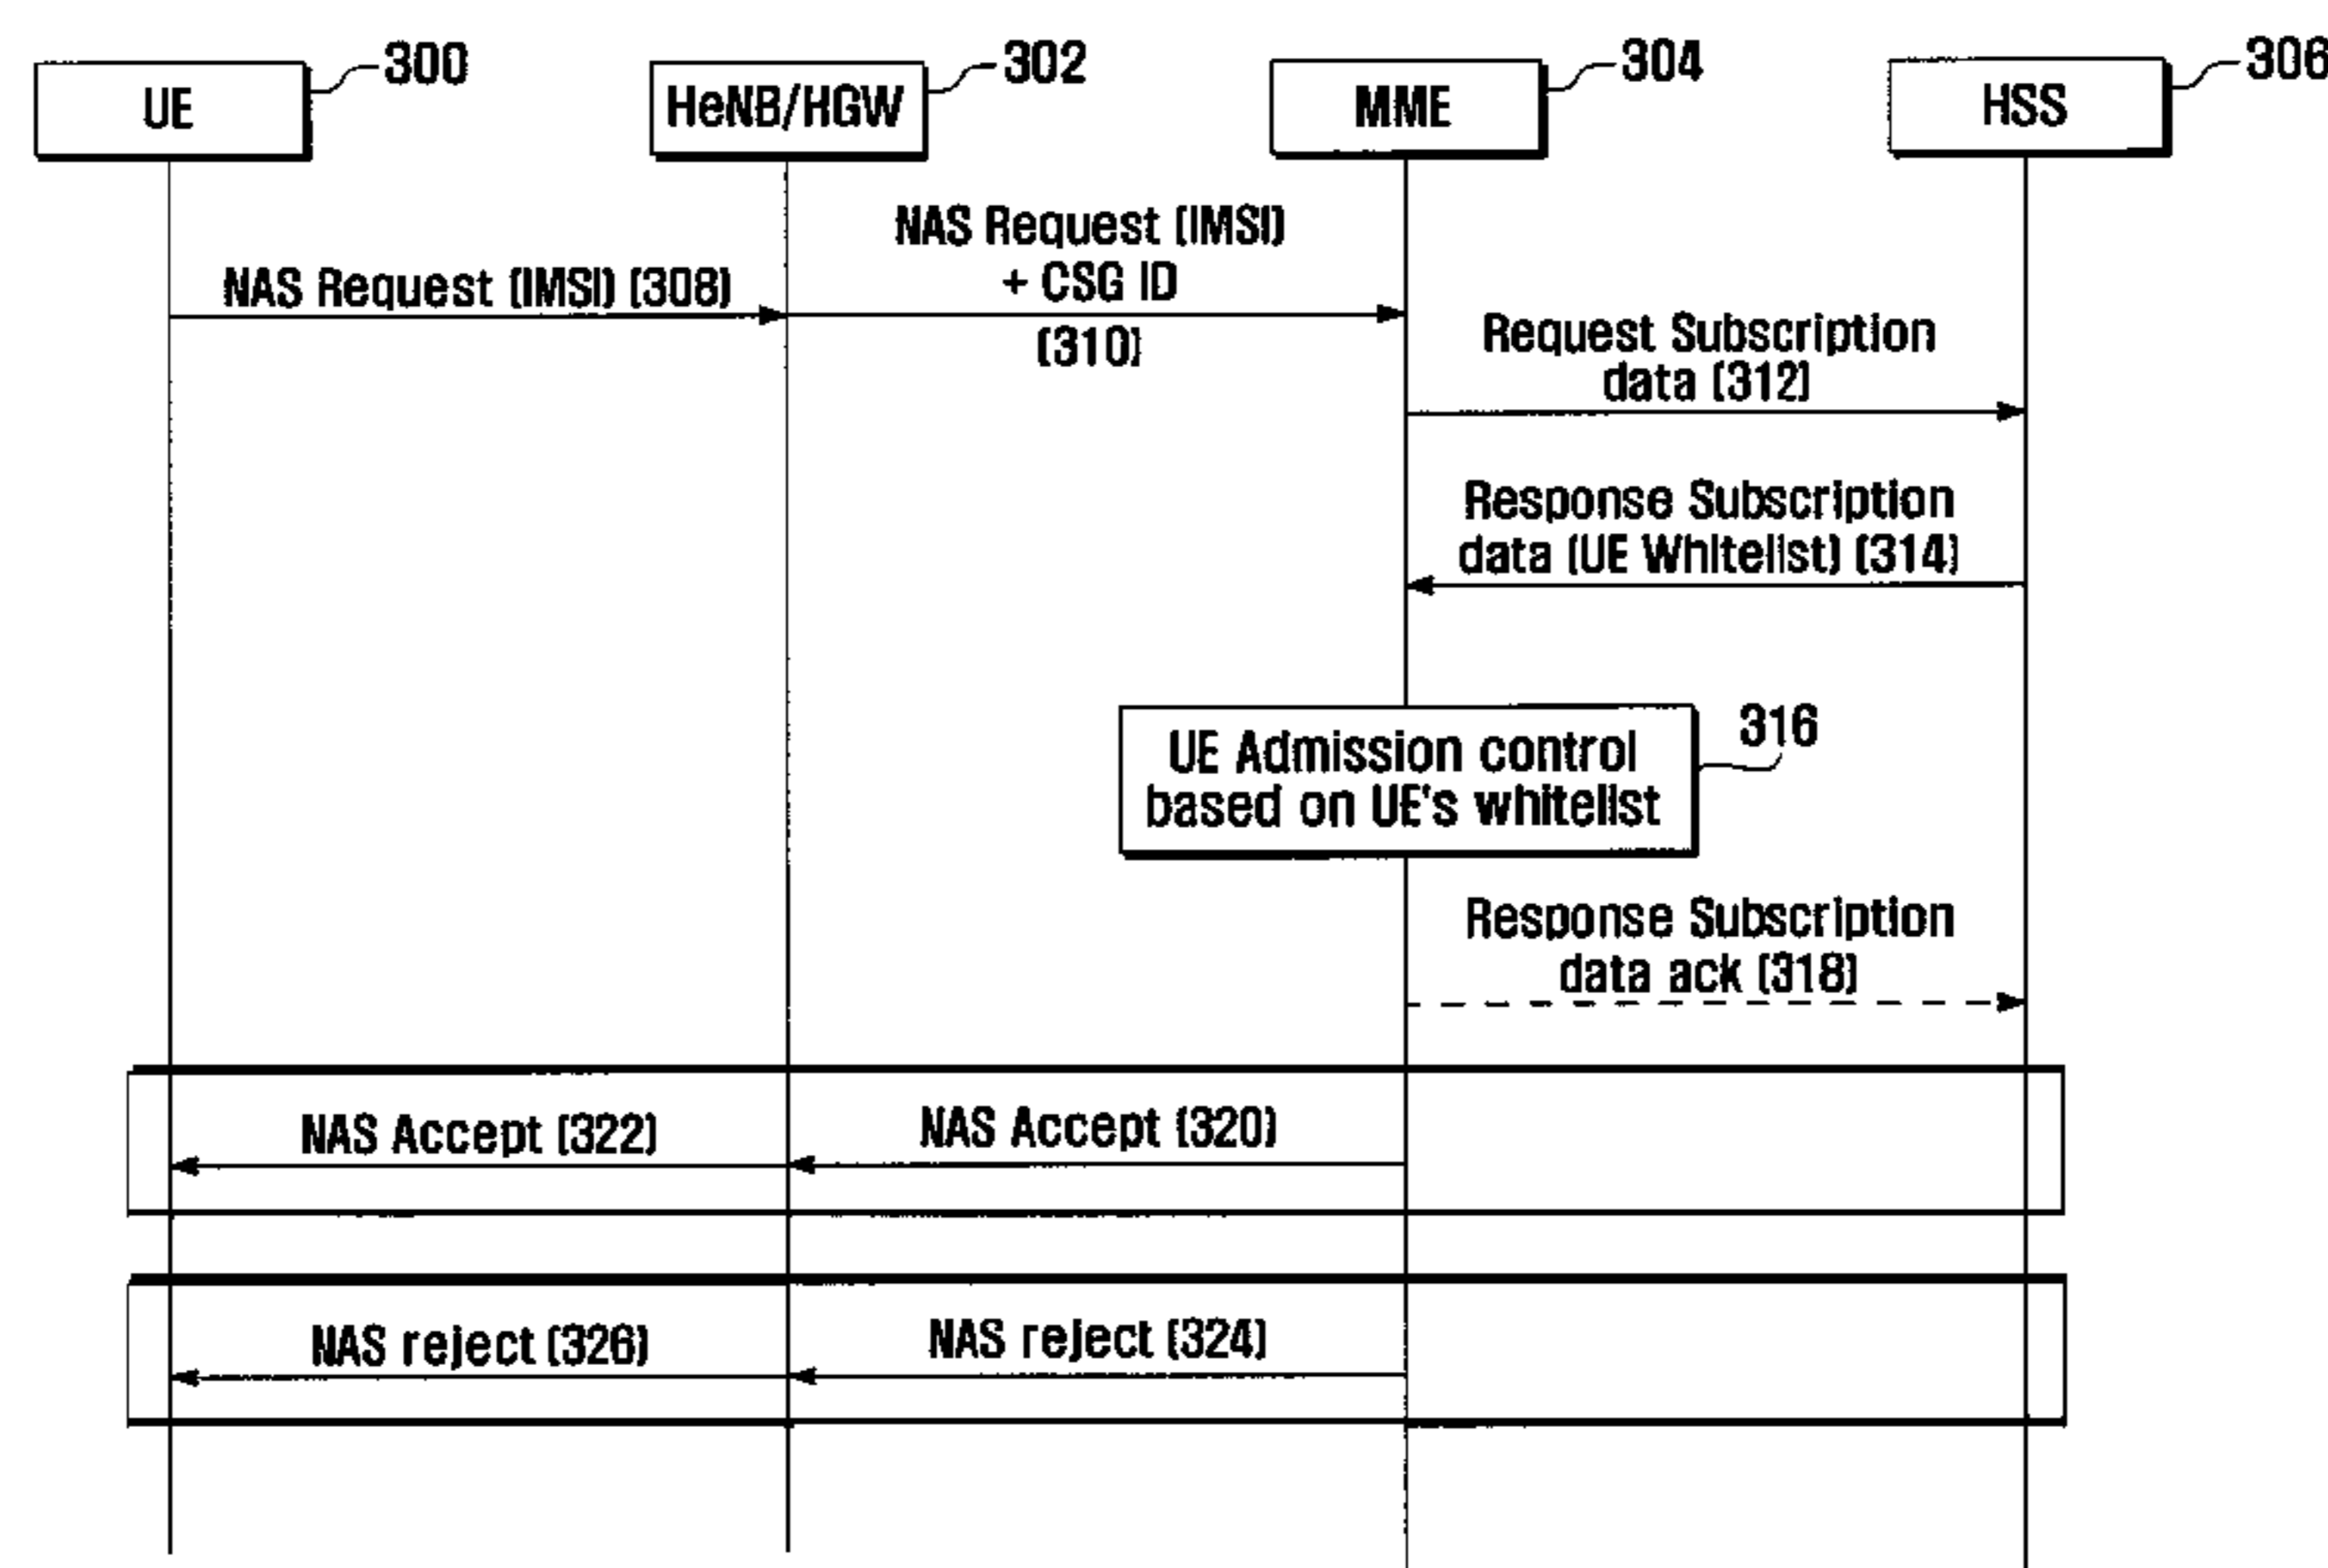 UE
300
HeNB/HGW
302
MME
304
HSS
306
NAS Request (IMSI) (308)
NAS Request (IMSI)
+ CSG ID
(310)
Request Subscription
data (312)
Response Subscription
data (UE Whitelist) (314)
UE Admission control
based on UE's whitelist
316
Response Subscription
data ack (318)
NAS Accept (322)
NAS Accept (320)
NAS reject (326)
NAS reject (324)